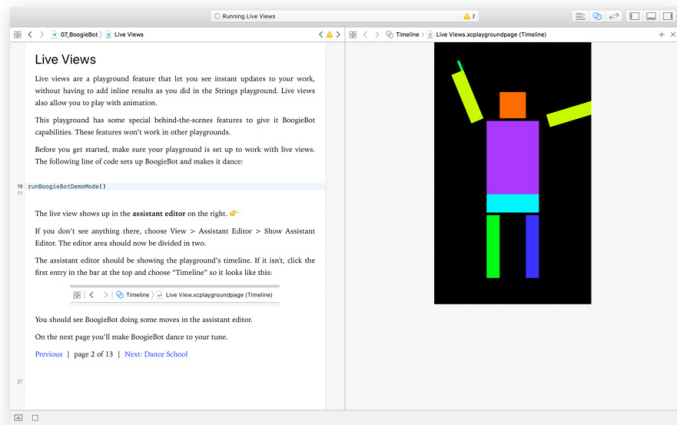 Running Live Views
2
07_BoogieBot
Live Views
Timeline
Live Views.xcplaygroundpage (Timeline)
Live Views
Live views are a playground feature that let you see instant updates to your work,
without having to add inline results as you did in the Strings playground. Live views
also allow you to play with animation.
This playground has some special behind-the-scenes features to give it BoogieBot
capabilities. These features won't work in other playgrounds.
Before you get started, make sure your playground is set up to work with live views.
The following line of code sets up BoogieBot and makes it dance:
16 runBoogieBotDemoMode()
17
The live view shows up in the assistant editor on the right. 👉
If you don't see anything there, choose View > Assistant Editor > Show Assistant
Editor. The editor area should now be divided in two.
The assistant editor should be showing the playground's timeline. If it isn't, click the
first entry in the bar at the top and choose "Timeline" so it looks like this:
Timeline
Live View.xcplaygroundpage (Timeline)
You should see BoogieBot doing some moves in the assistant editor.
On the next page you'll make BoogieBot dance to your tune.
Previous | page 2 of 13 | Next: Dance School
27